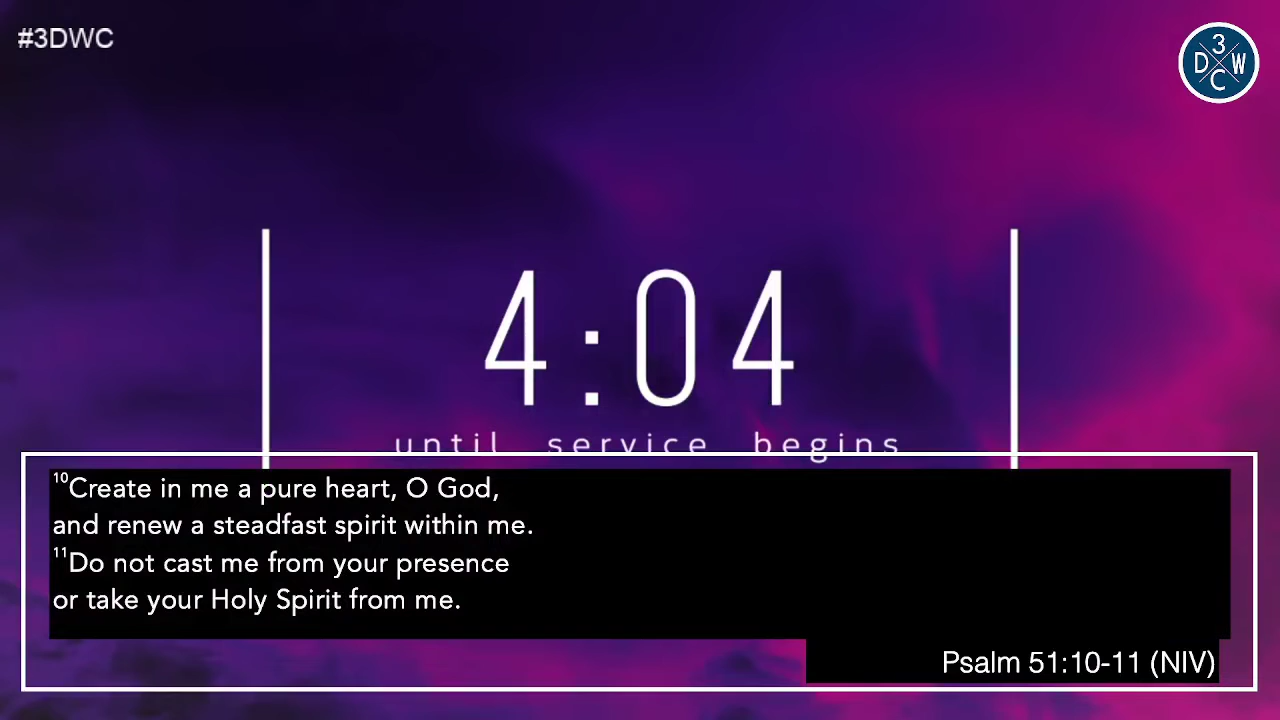 #3DWC
3
D W
C
4:04
until service begins
¹⁰Create in me a pure heart, O God,
and renew a steadfast spirit within me.
¹¹Do not cast me from your presence
or take your Holy Spirit from me.
Psalm 51:10-11 (NIV)